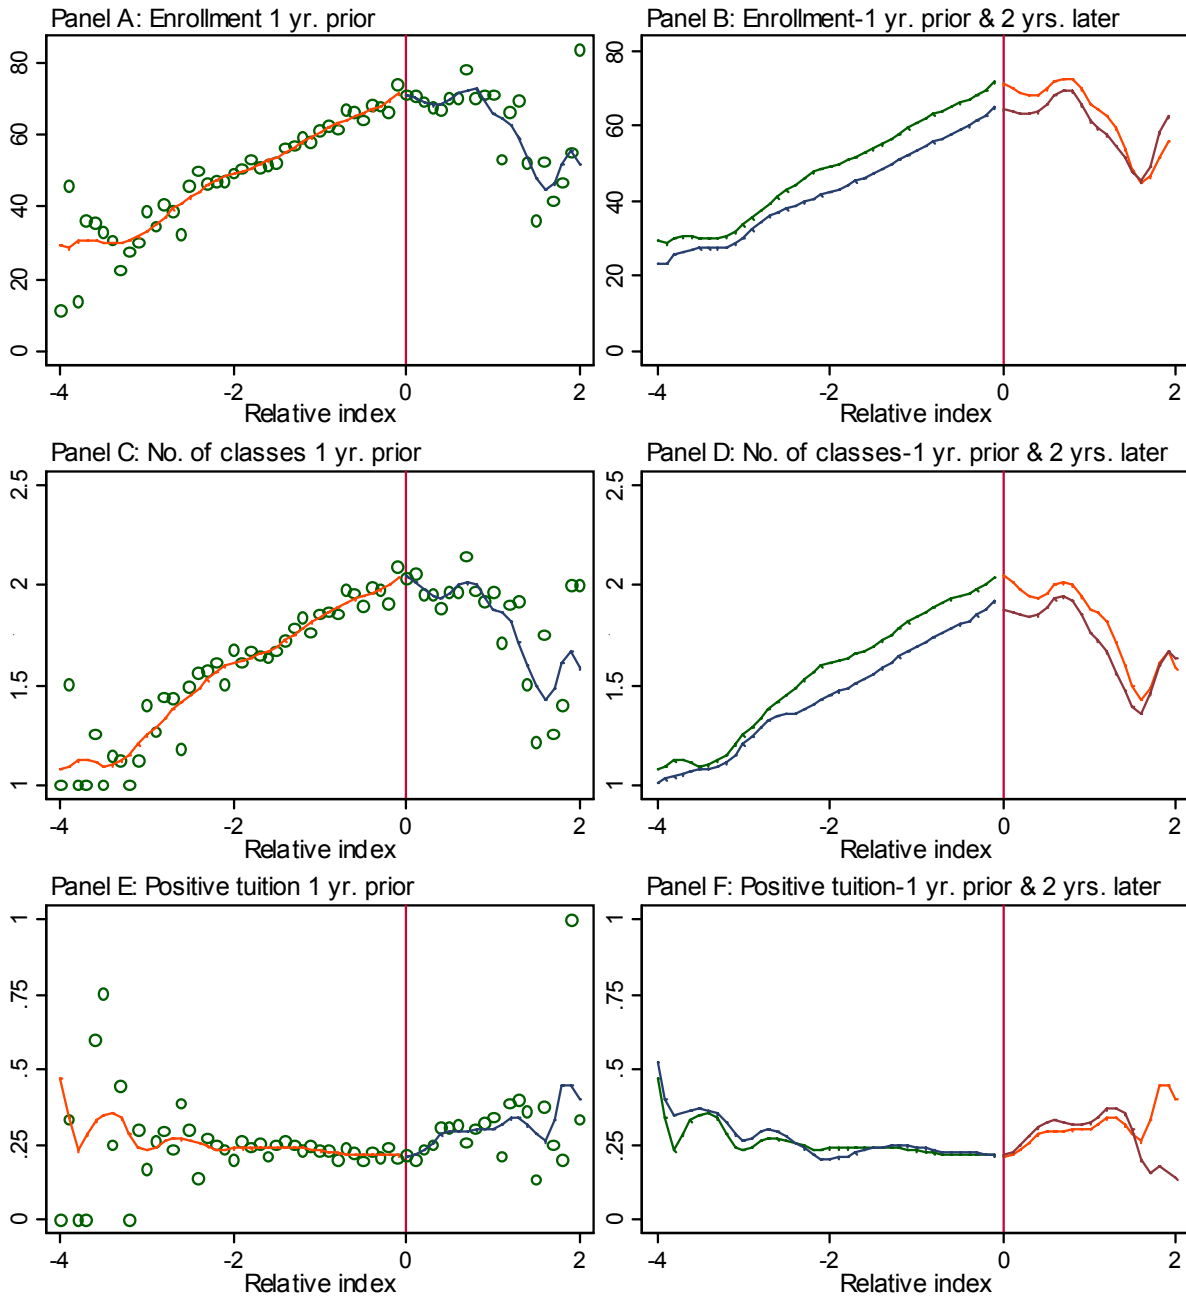 Panel A: Enrollment 1 yr. prior
80
60
40
20
0
-4 -2 0 2
Relative index
Panel B: Enrollment-1 yr. prior & 2 yrs. later
80
60
40
20
0
-4 -2 0 2
Relative index
Panel C: No. of classes 1 yr. prior
2.5
2
1.5
1
-4 -2 0 2
Relative index
Panel D: No. of classes-1 yr. prior & 2 yrs. later
2.5
2
1.5
1
-4 -2 0 2
Relative index
Panel E: Positive tuition 1 yr. prior
1
.75
.5
.25
0
-4 -2 0 2
Relative index
Panel F: Positive tuition-1 yr. prior & 2 yrs. later
1
.75
.5
.25
0
-4 -2 0 2
Relative index